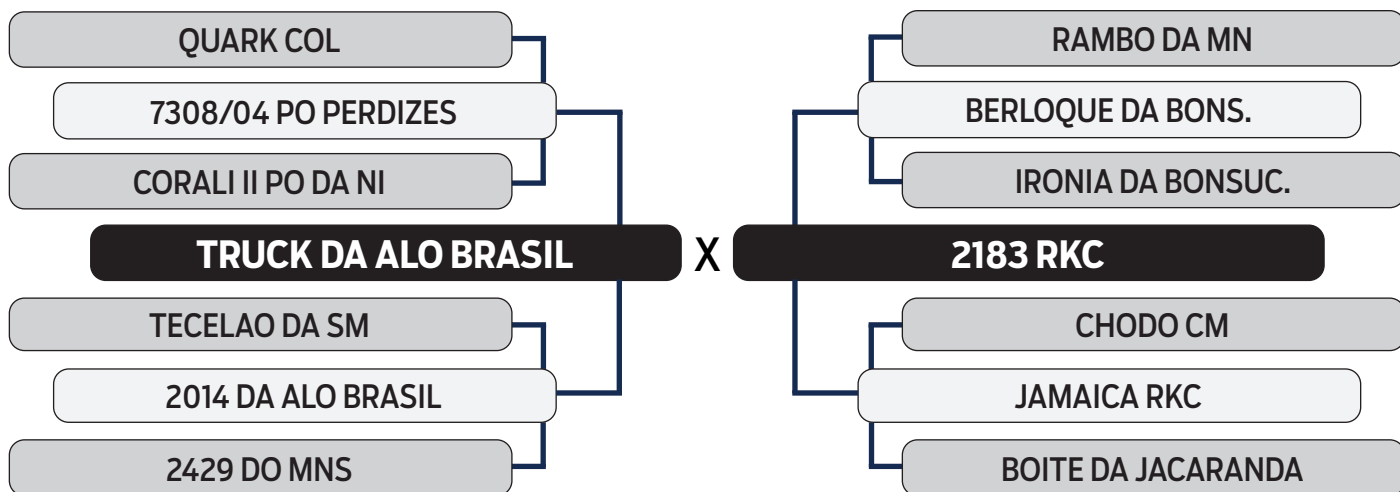 QUARK COL
7308/04 PO PERDIZES
CORALI II PO DA NI
TRUCK DA ALO BRASIL
TECELAO DA SM
2014 DA ALO BRASIL
2429 DO MNS
X
RAMBO DA MN
BERLOQUE DA BONS.
IRONIA DA BONSUC.
2183 RKC
CHODO CM
JAMAICA RKC
BOITE DA JACARANDA